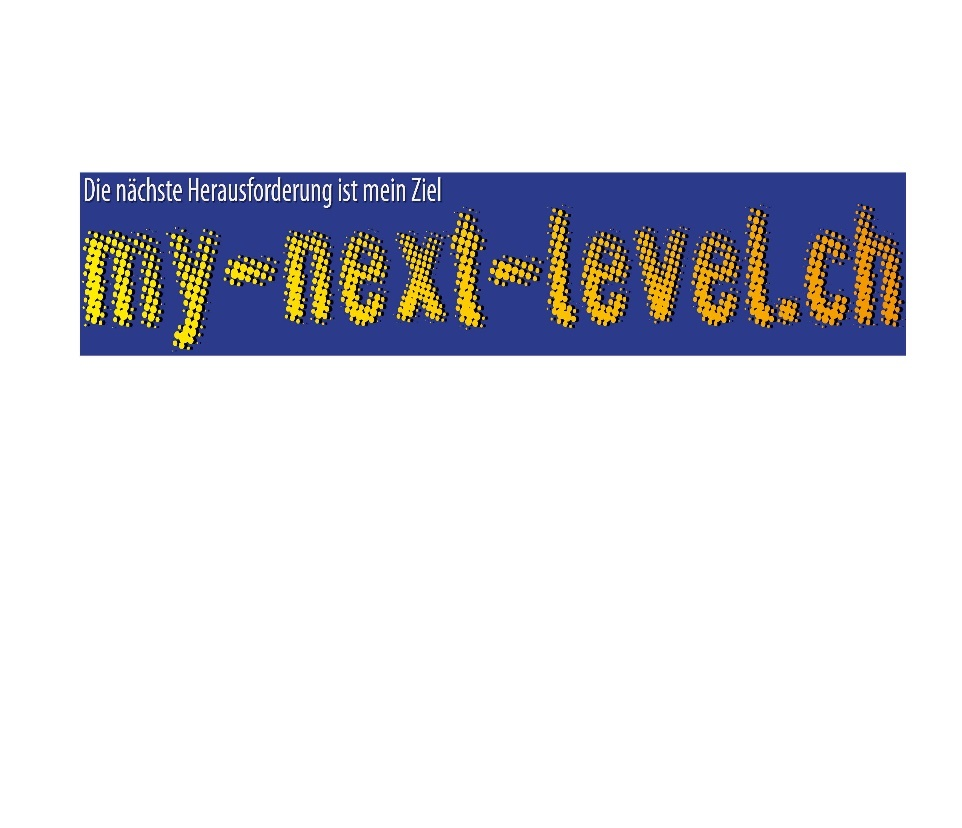 Die nächste Herausforderung ist mein Ziel
my-next-level.ch